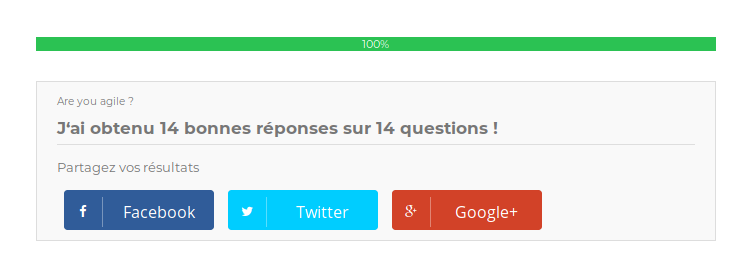 100%
Are you agile ?
J‘ai obtenu 14 bonnes réponses sur 14 questions !
Partagez vos résultats
Facebook Twitter Google+